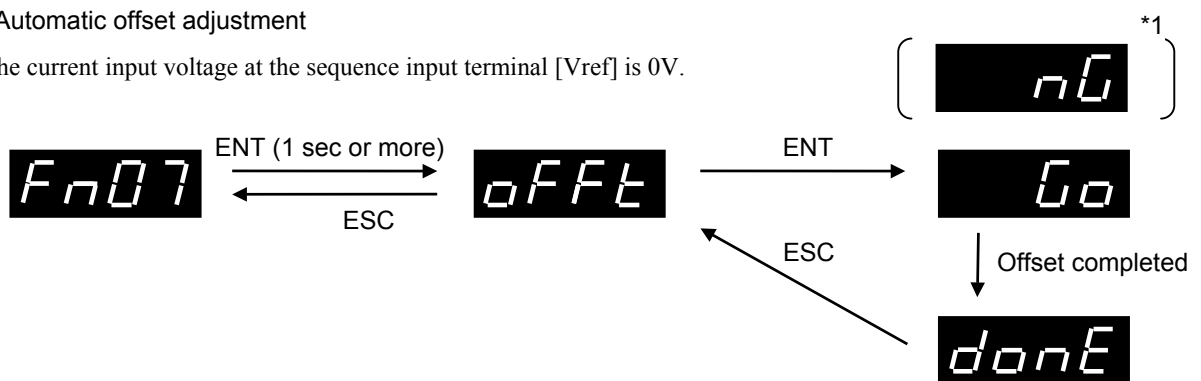 Automatic offset adjustment
*1
he current input voltage at the sequence input terminal [Vref] is 0V.
nG
ENT (1 sec or more)
ENT
Fn07
oFFt
Go
ESC
ESC
Offset completed
donE